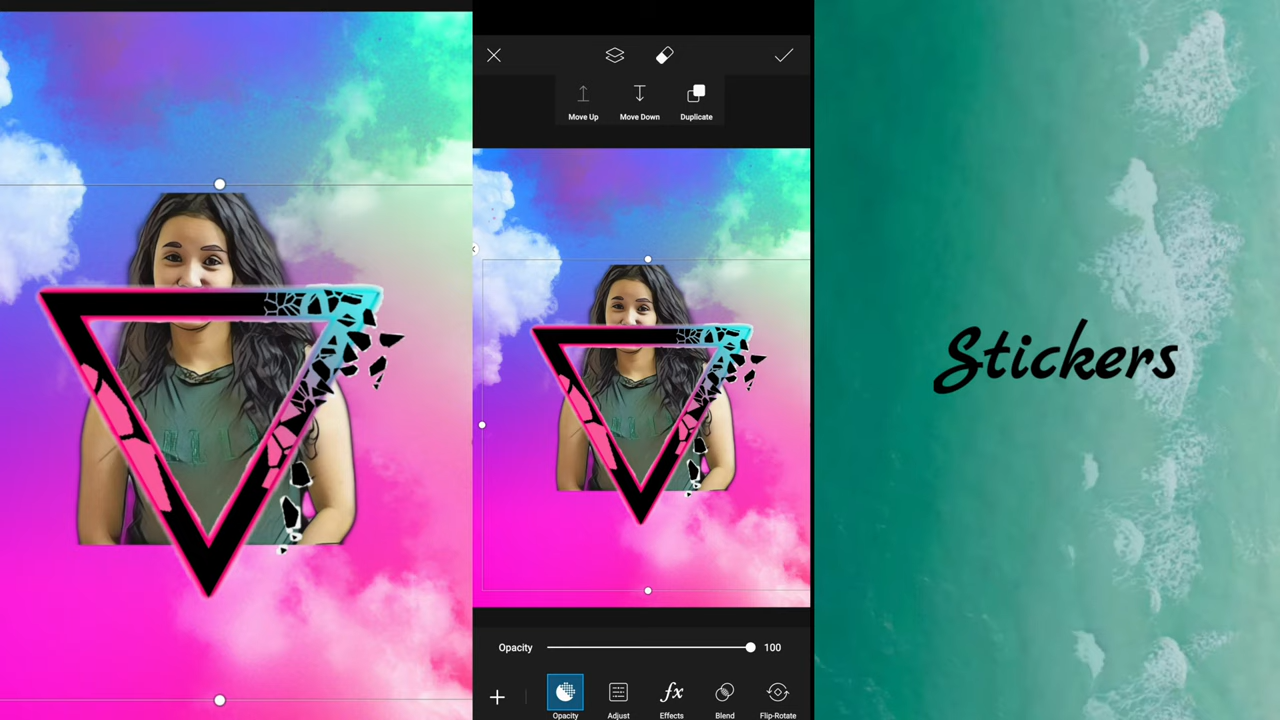 Move Up
Move Down
Duplicate
Stickers
Opacity
100
Opacity
Adjust
Effects
Blend
Flip-Rotate